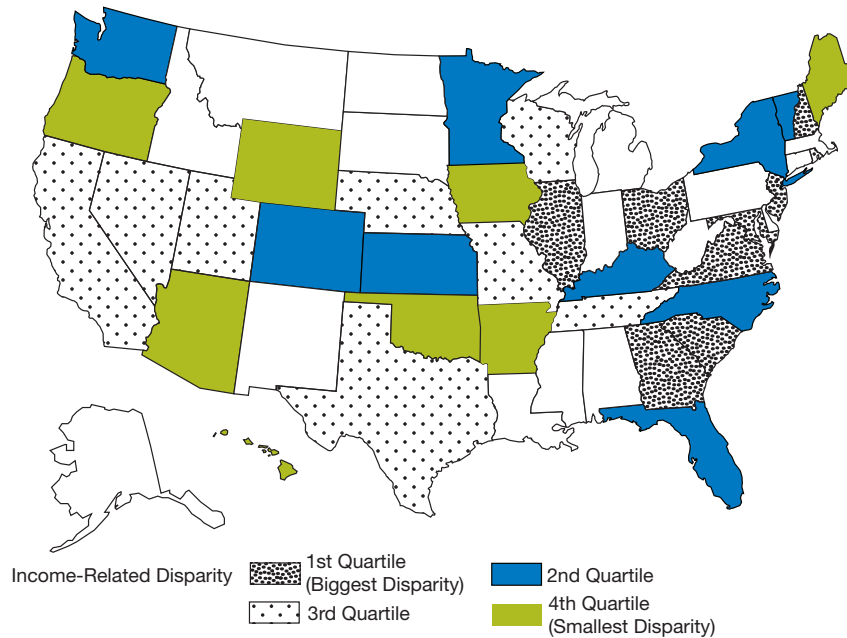 Income-Related Disparity
1st Quartile
(Biggest Disparity)
2nd Quartile
3rd Quartile
4th Quartile
(Smallest Disparity)